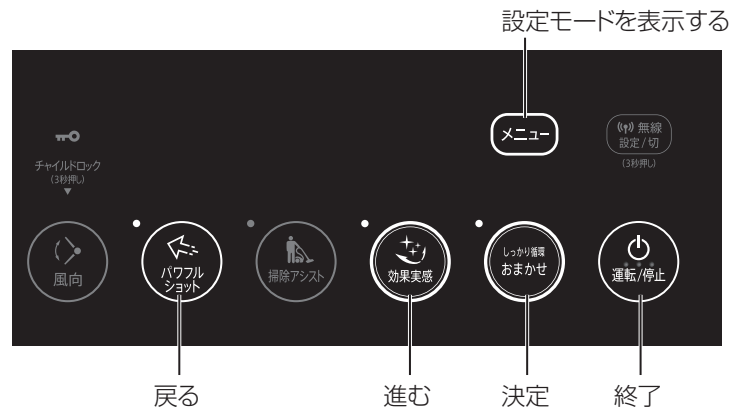 設定モードを表示する
メニュー
無線
設定/切
(3秒押し)
チャイルドロック
(3秒押し)
風向
パワフル
ショット
掃除アシスト
効果実感
しっかり循環
おまかせ
運転/停止
戻る
進む
決定
終了